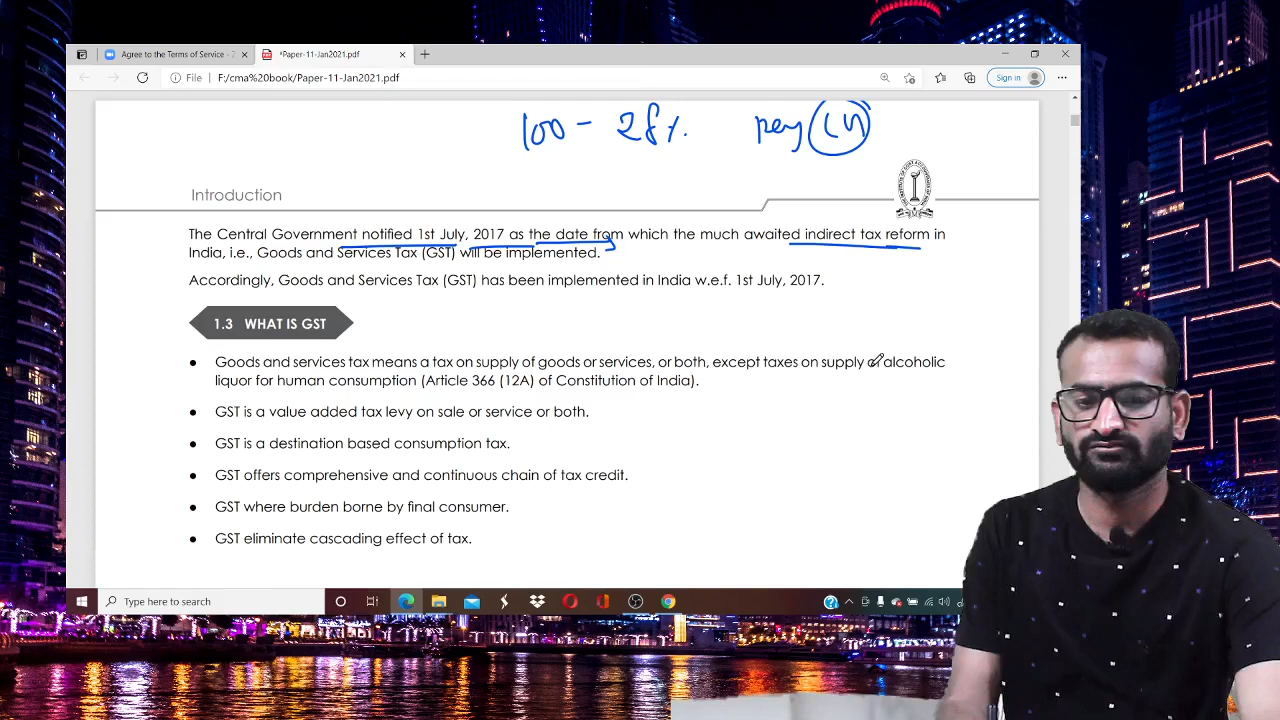 Agree to the Terms of Service - Z
*Paper-11-Jan2021.pdf
File F:/cma%20book/Paper-11-Jan2021.pdf
Sign in
100 - 28%. pay
Introduction
The Central Government notified 1st July, 2017 as the date from which the much awaited indirect tax reform in
India, i.e., Goods and Services Tax (GST) will be implemented.
Accordingly, Goods and Services Tax (GST) has been implemented in India w.e.f. 1st July, 2017.
1.3 WHAT IS GST
• Goods and services tax means a tax on supply of goods or services, or both, except taxes on supply of alcoholic
liquor for human consumption (Article 366 (12A) of Constitution of India).
• GST is a value added tax levy on sale or service or both.
• GST is a destination based consumption tax.
• GST offers comprehensive and continuous chain of tax credit.
• GST where burden borne by final consumer.
• GST eliminate cascading effect of tax.
Type here to search